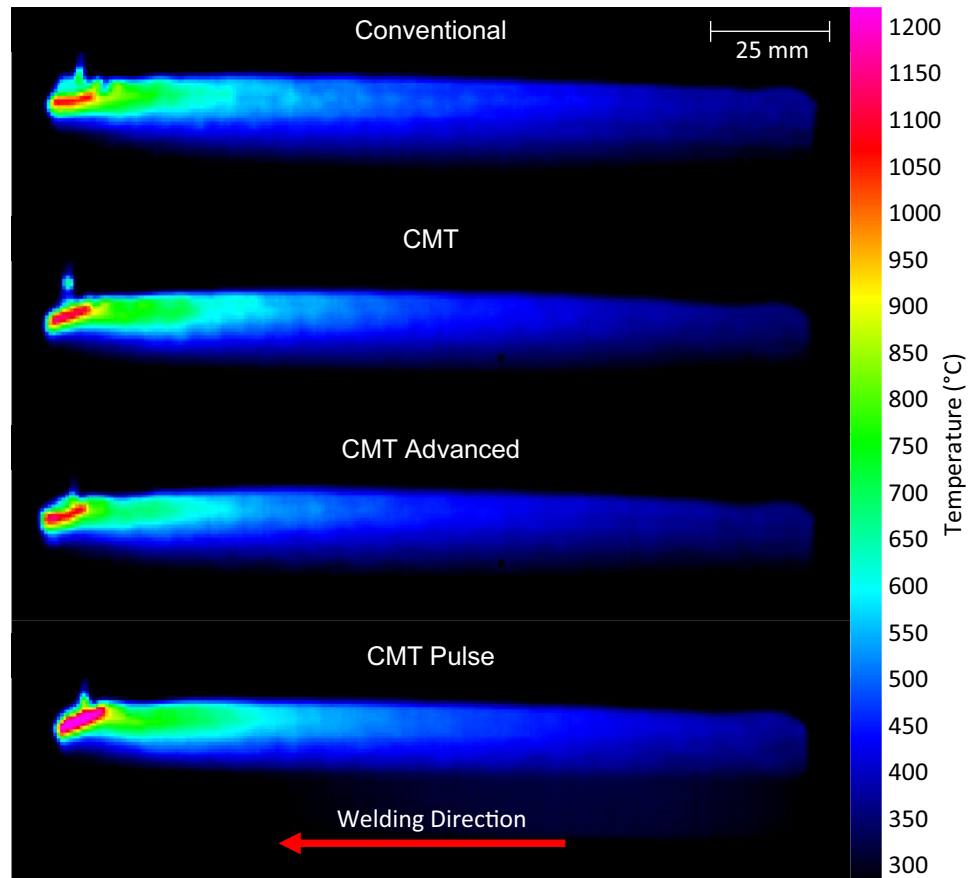 Conventional
25 mm
CMT
CMT Advanced
CMT Pulse
Welding Direction
1200
1150
1100
1050
1000
950
900
850
800
750
700
650
600
550
500
450
400
350
300
Temperature (°C)